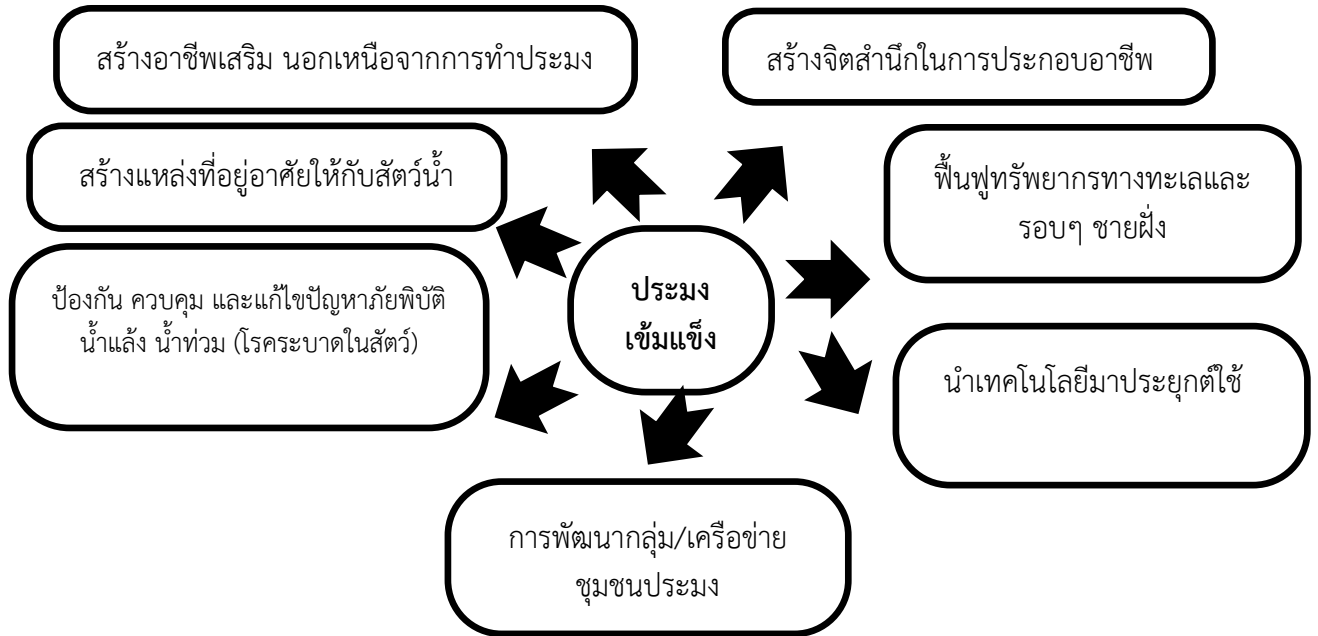 สร้างอาชีพเสริม นอกเหนือจากการทำประมง
สร้างจิตสำนึกในการประกอบอาชีพ
สร้างแหล่งที่อยู่อาศัยให้กับสัตว์น้ำ
ฟื้นฟูทรัพยากรทางทะเลและ
รอบๆ ชายฝั่ง
ป้องกัน ควบคุม และแก้ไขปัญหาภัยพิบัติ
น้ำแล้ง น้ำท่วม (โรคระบาดในสัตว์)
ประมง
เข้มแข็ง
นำเทคโนโลยีมาประยุกต์ใช้
การพัฒนากลุ่ม/เครือข่าย
ชุมชนประมง